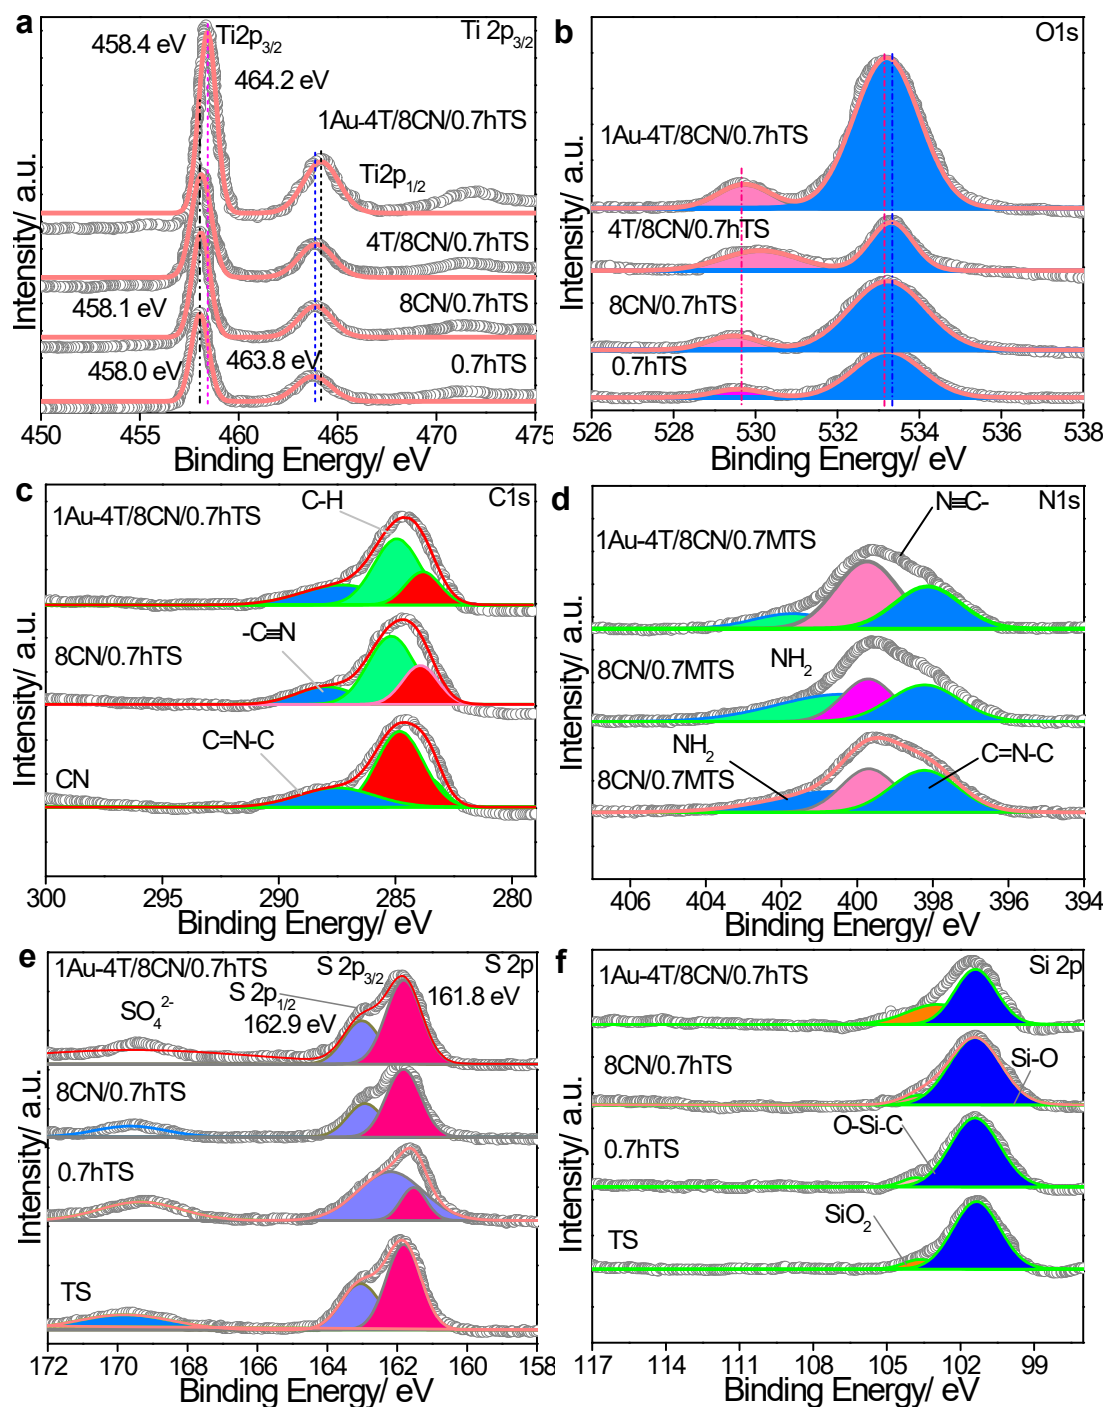 a
458.4 eV
Ti2p3/2
Ti 2p3/2
464.2 eV
1Au-4T/8CN/0.7hTS
Ti2p1/2
4T/8CN/0.7hTS
458.1 eV
8CN/0.7hTS
458.0 eV
463.8 eV
0.7hTS
Intensity/ a.u.
450 455 460 465 470 475
Binding Energy/ eV
b
O1s
1Au-4T/8CN/0.7hTS
4T/8CN/0.7hTS
8CN/0.7hTS
0.7hTS
Intensity/ a.u.
526 528 530 532 534 536 538
Binding Energy/ eV
c
C-H
C1s
1Au-4T/8CN/0.7hTS
-C≡N
8CN/0.7hTS
C=N-C
CN
Intensity/ a.u.
300 295 290 285 280
Binding Energy/ eV
d
N≡C-
N1s
1Au-4T/8CN/0.7MTS
NH2
8CN/0.7MTS
NH2
C=N-C
8CN/0.7MTS
Intensity/ a.u.
406 404 402 400 398 396 394
Binding Energy/ eV
e
1Au-4T/8CN/0.7hTS
S 2p3/2
S 2p
S 2p1/2
161.8 eV
SO4 2-
162.9 eV
8CN/0.7hTS
0.7hTS
TS
Intensity/ a.u.
172 170 168 166 164 162 160 158
Binding Energy/ eV
f
1Au-4T/8CN/0.7hTS
Si 2p
8CN/0.7hTS
Si-O
O-Si-C
0.7hTS
SiO2
TS
Intensity/ a.u.
117 114 111 108 105 102 99
Binding Energy/ eV